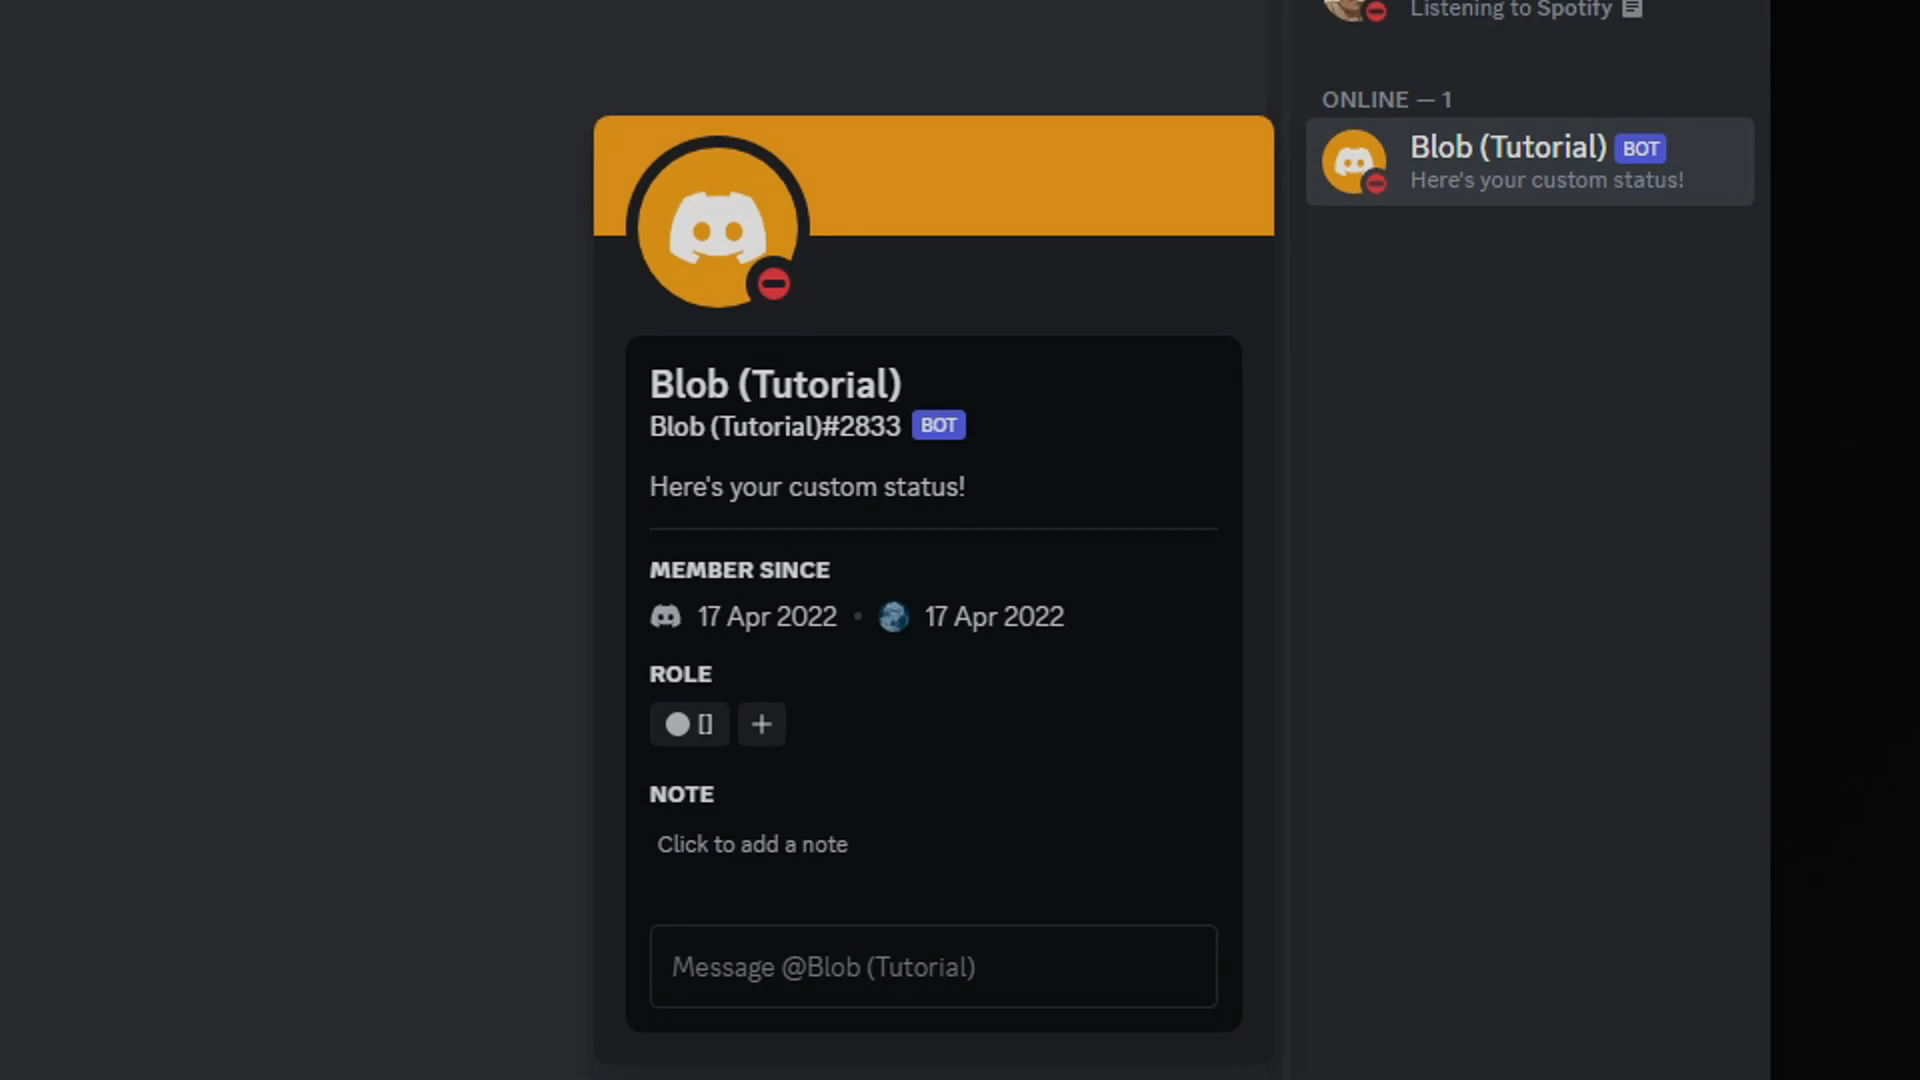 Listening to Spotify
ONLINE — 1
Blob (Tutorial) BOT
Here's your custom status!
Blob (Tutorial)
Blob (Tutorial)#2833 BOT
Here's your custom status!
MEMBER SINCE
17 Apr 2022 • 17 Apr 2022
ROLE
[] +
NOTE
Click to add a note
Message @Blob (Tutorial)